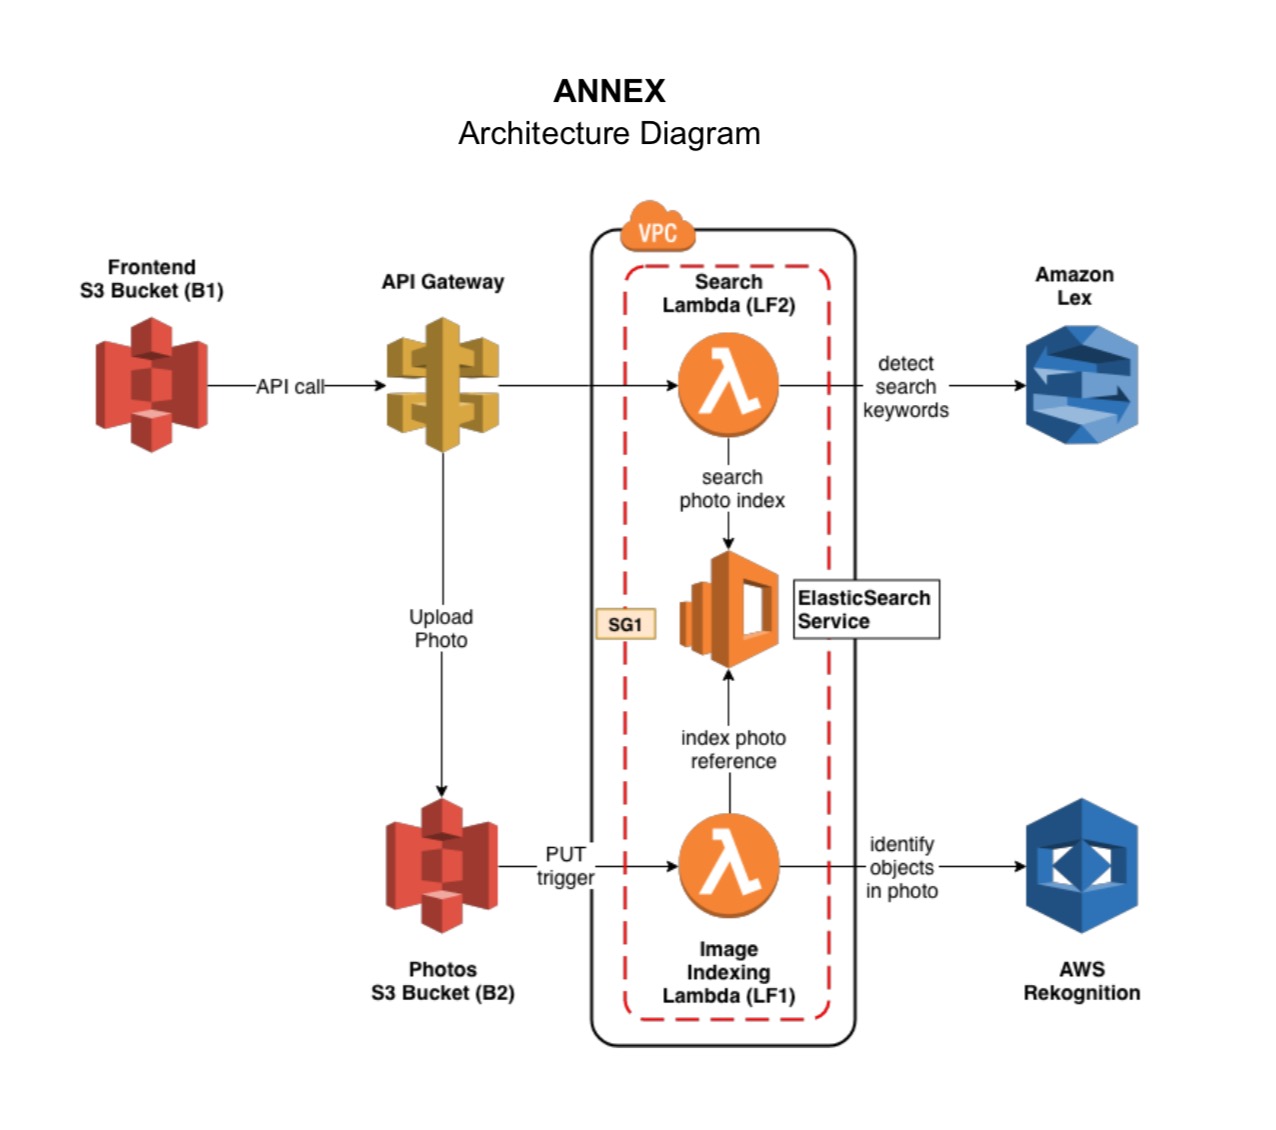 ANNEX
Architecture Diagram
VPC
Frontend
S3 Bucket (B1)
API Gateway
Search
Lambda (LF2)
Amazon
Lex
API call
detect
search
keywords
search
photo index
ElasticSearch
Service
SG1
Upload
Photo
index photo
reference
PUT
trigger
identify
objects
in photo
Photos
S3 Bucket (B2)
Image
Indexing
Lambda (LF1)
AWS
Rekognition